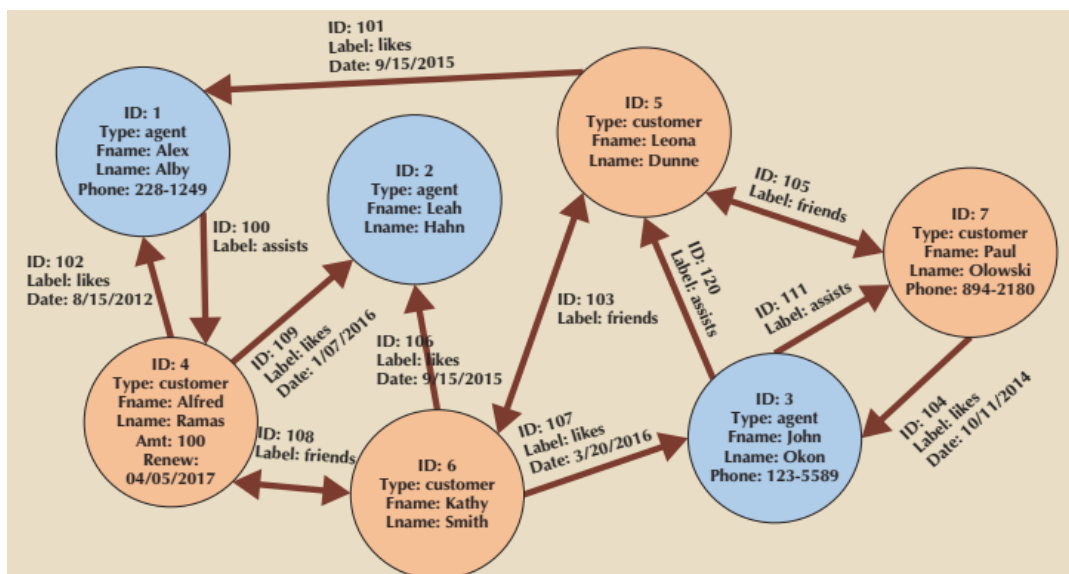 ID: 101
Label: likes
Date: 9/15/2015
ID: 1
Type: agent
Fname: Alex
Lname: Alby
Phone: 228-1249
ID: 2
Type: agent
Fname: Leah
Lname: Hahn
ID: 5
Type: customer
Fname: Leona
Lname: Dunne
ID: 105
Label: friends
ID: 7
Type: customer
Fname: Paul
Lname: Olowski
Phone: 894-2180
ID: 100
Label: assists
ID: 102
Label: likes
Date: 8/15/2012
ID: 109
Label: likes
Date: 1/07/2016
ID: 106
Label: likes
Date: 9/15/2015
ID: 103
Label: friends
ID: 120
Label: assists
ID: 111
Label: assists
ID: 4
Type: customer
Fname: Alfred
Lname: Ramas
Amt: 100
Renew:
04/05/2017
ID: 108
Label: friends
ID: 6
Type: customer
Fname: Kathy
Lname: Smith
ID: 107
Label: likes
Date: 3/20/2016
ID: 3
Type: agent
Fname: John
Lname: Okon
Phone: 123-5589
ID: 104
Label: likes
Date: 10/11/2014